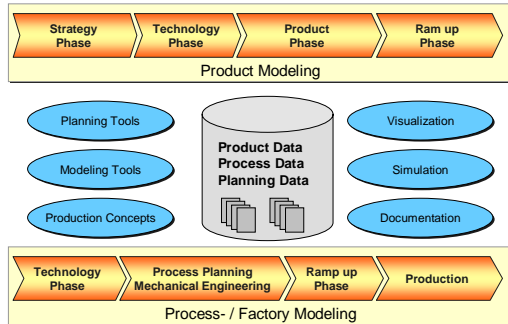 Strategy Phase
Technology Phase
Product Phase
Ram up Phase
Product Modeling
Planning Tools
Modeling Tools
Production Concepts
Product Data
Process Data
Planning Data
Visualization
Simulation
Documentation
Technology Phase
Process Planning
Mechanical Engineering
Ramp up Phase
Production
Process- / Factory Modeling